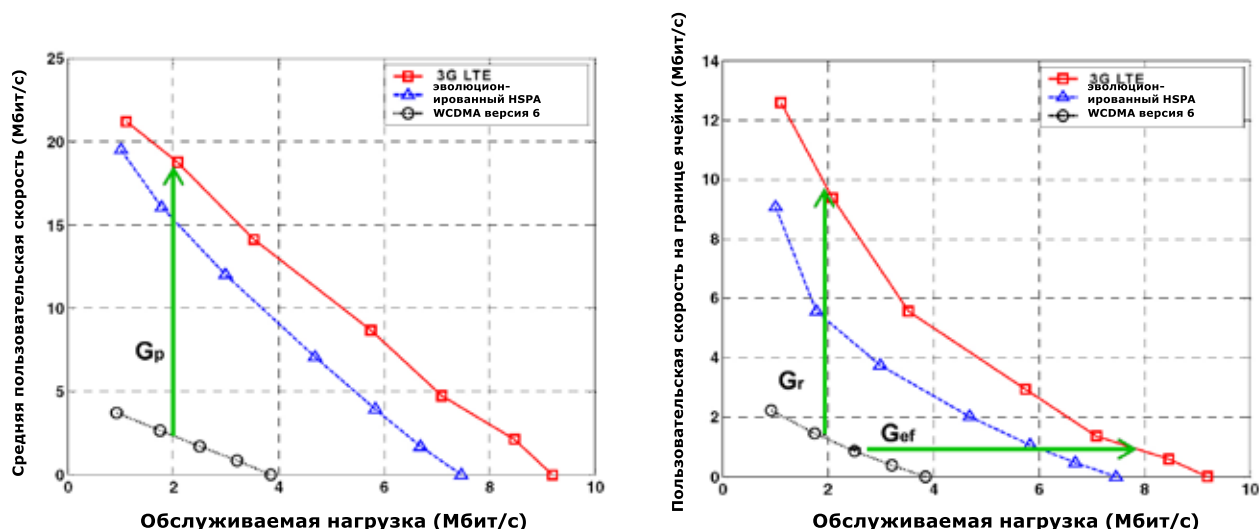 Средняя пользовательская скорость (Мбит/с)
25
20
15
10
5
0
3G LTE
эволюцион-
ированный HSPA
WCDMA версия 6
Gp
0 2 4 6 8 10
Обслуживаемая нагрузка (Мбит/с)
Пользовательская скорость на границе ячейки (Мбит/с)
14
12
10
8
6
4
2
0
3G LTE
эволюцион-
ированный HSPA
WCDMA версия 6
Gr
Gef
0 2 4 6 8 10
Обслуживаемая нагрузка (Мбит/с)